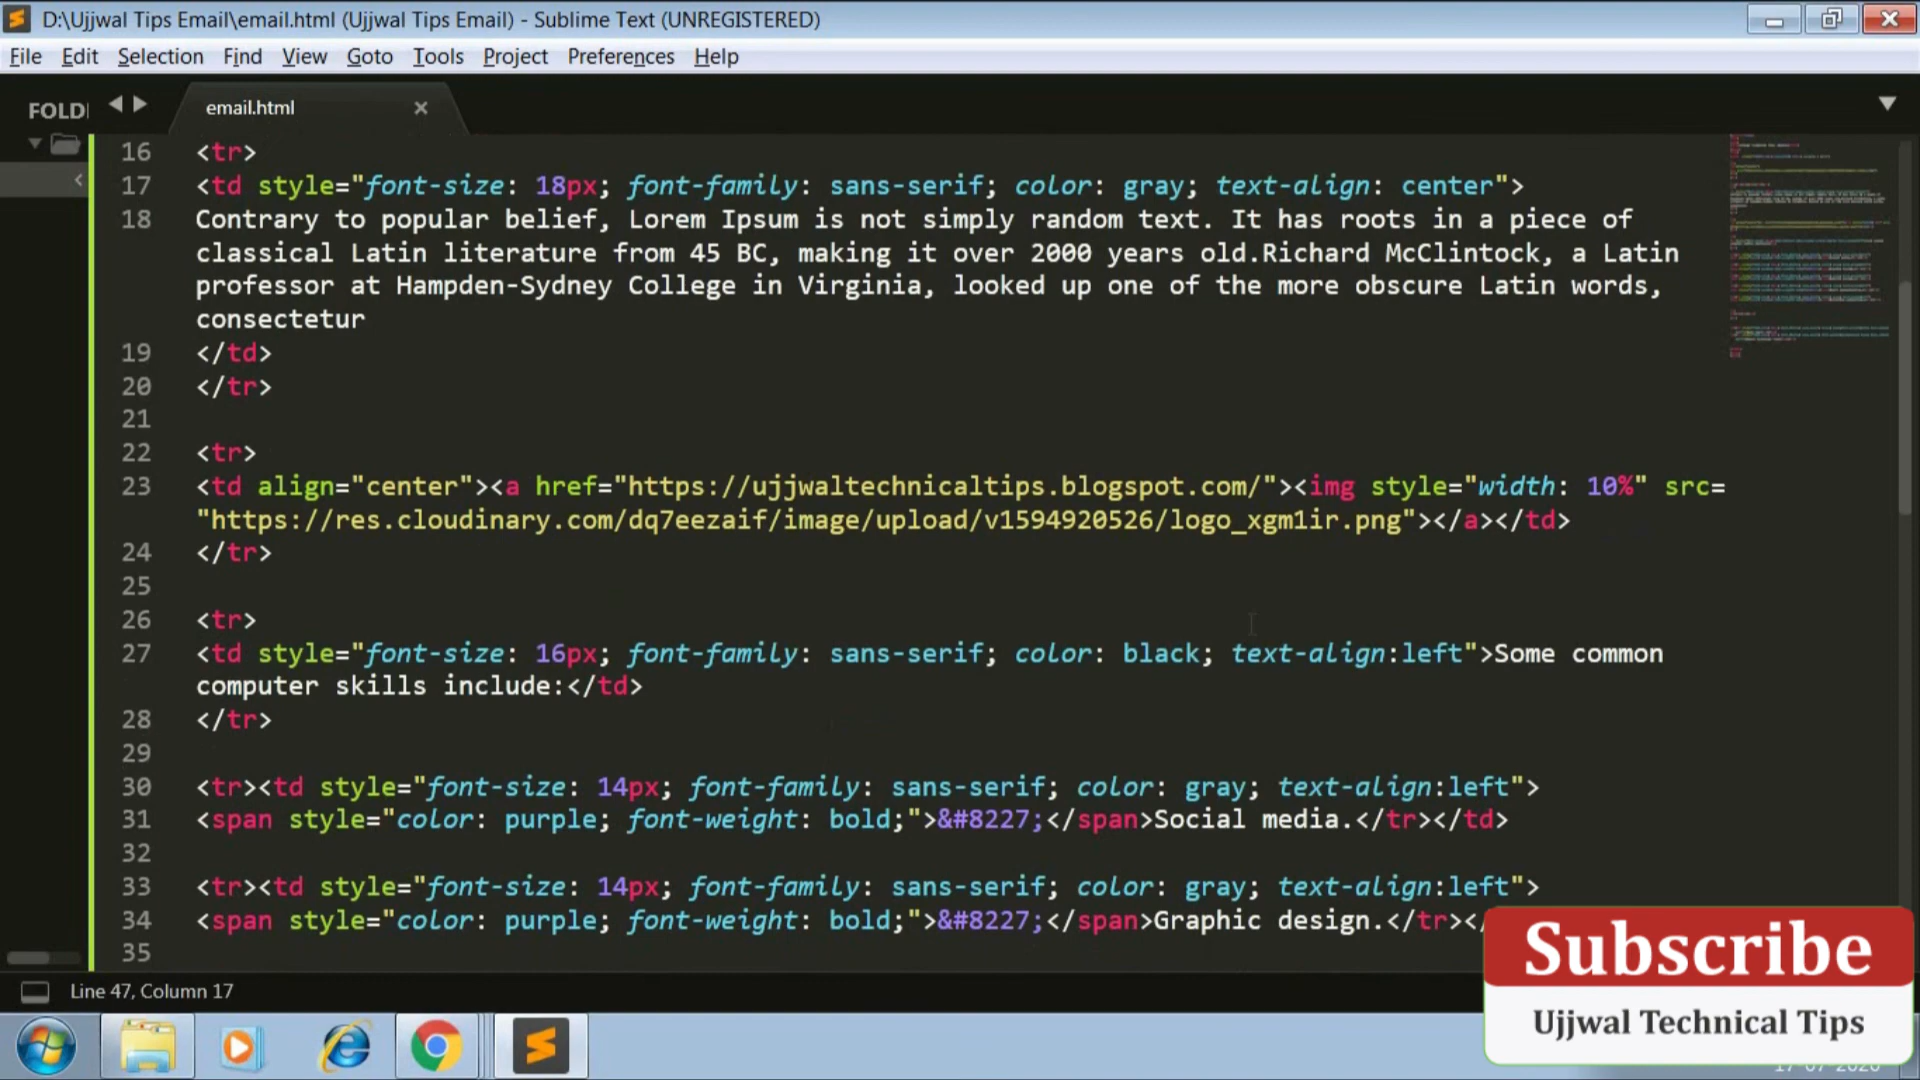 D:\Ujjwal Tips Email\email.html (Ujjwal Tips Email) - Sublime Text (UNREGISTERED)
File Edit Selection Find View Goto Tools Project Preferences Help
FOLD
email.html
16 <tr>
17 <td style="font-size: 18px; font-family: sans-serif; color: gray; text-align: center">
18 Contrary to popular belief, Lorem Ipsum is not simply random text. It has roots in a piece of
classical Latin literature from 45 BC, making it over 2000 years old.Richard McClintock, a Latin
professor at Hampden-Sydney College in Virginia, looked up one of the more obscure Latin words,
consectetur
19 </td>
20 </tr>
21
22 <tr>
23 <td align="center"><a href="https://ujjwaltechnicaltips.blogspot.com/"><img style="width: 10%" src=
"https://res.cloudinary.com/dq7eezaif/image/upload/v1594920526/logo_xgm1ir.png"></a></td>
24 </tr>
25
26 <tr>
27 <td style="font-size: 16px; font-family: sans-serif; color: black; text-align:left">Some common
computer skills include:</td>
28 </tr>
29
30 <tr><td style="font-size: 14px; font-family: sans-serif; color: gray; text-align:left">
31 <span style="color: purple; font-weight: bold;">&#8227;</span>Social media.</tr></td>
32
33 <tr><td style="font-size: 14px; font-family: sans-serif; color: gray; text-align:left">
34 <span style="color: purple; font-weight: bold;">&#8227;</span>Graphic design.</tr></
35
Line 47, Column 17
Subscribe
Ujjwal Technical Tips